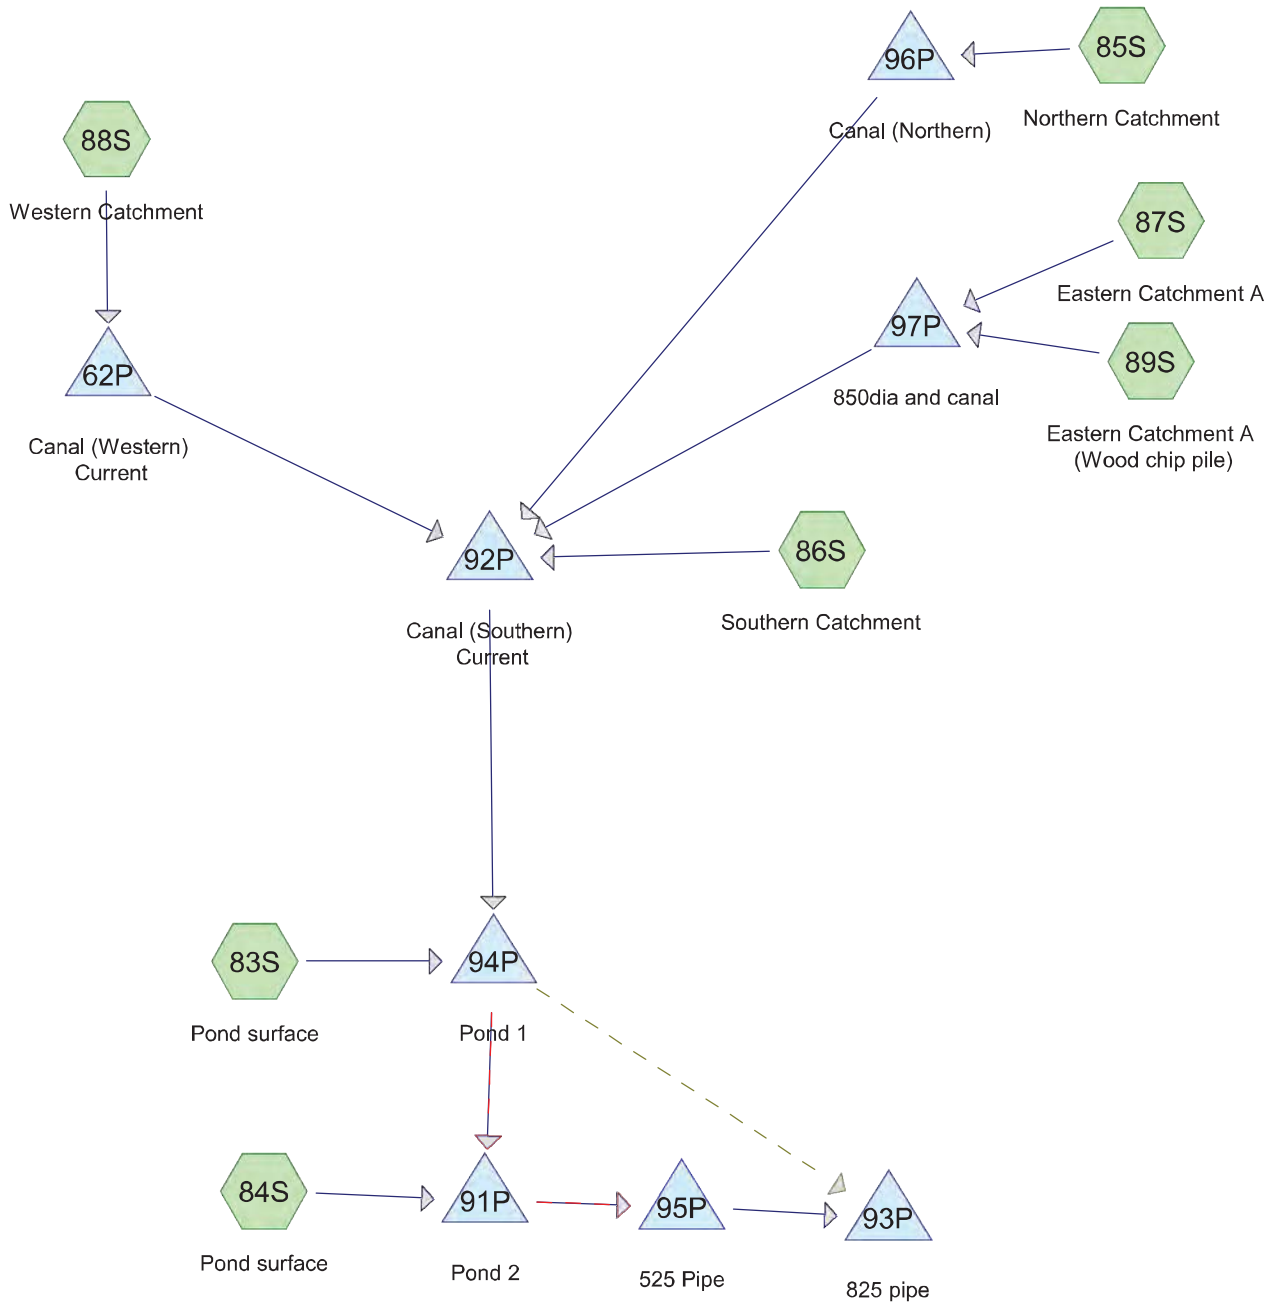 96P
85S
Canal (Northern)
Northern Catchment
88S
Western Catchment
87S
Eastern Catchment A
97P
850dia and canal
89S
Eastern Catchment A
(Wood chip pile)
62P
Canal (Western)
Current
92P
Canal (Southern)
Current
86S
Southern Catchment
83S
Pond surface
94P
Pond 1
84S
Pond surface
91P
Pond 2
95P
525 Pipe
93P
825 pipe